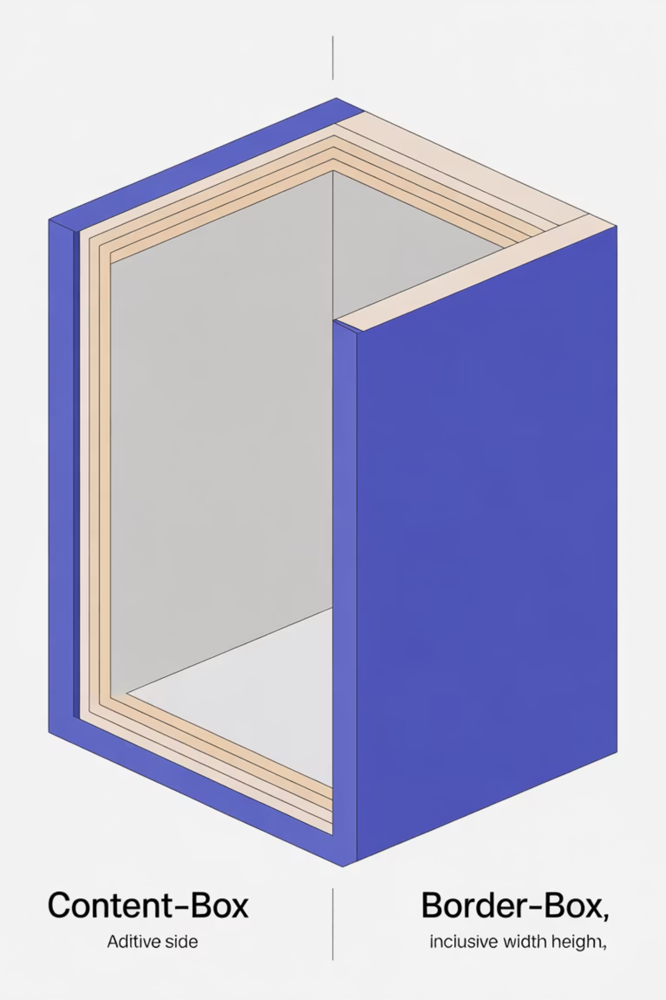 Content-Box
Aditive side
Border-Box,
inciusive width heigh,